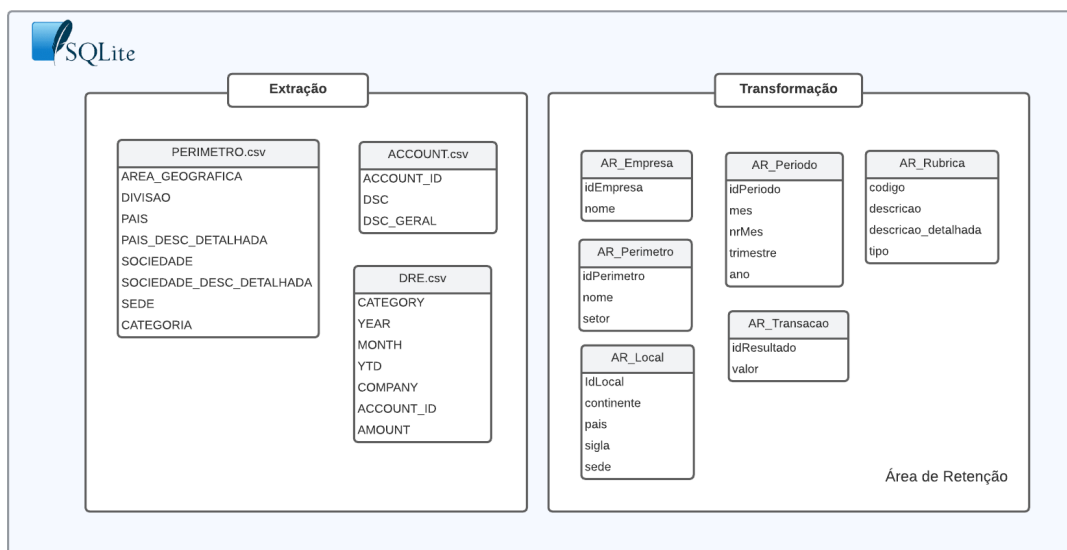 SQLite
Extração
PERIMETRO.csv
AREA_GEOGRAFICA
DIVISAO
PAIS
PAIS_DESC_DETALHADA
SOCIEDADE
SOCIEDADE_DESC_DETALHADA
SEDE
CATEGORIA
ACCOUNT.csv
ACCOUNT_ID
DSC
DSC_GERAL
DRE.csv
CATEGORY
YEAR
MONTH
YTD
COMPANY
ACCOUNT_ID
AMOUNT
Transformação
AR_Empresa
idEmpresa
nome
AR_Perimetro
idPerimetro
nome
setor
AR_Local
IdLocal
continente
pais
sigla
sede
AR_Periodo
idPeriodo
mes
nrMes
trimestre
ano
AR_Transacao
idResultado
valor
AR_Rubrica
codigo
descricao
descricao_detalhada
tipo
Área de Retenção